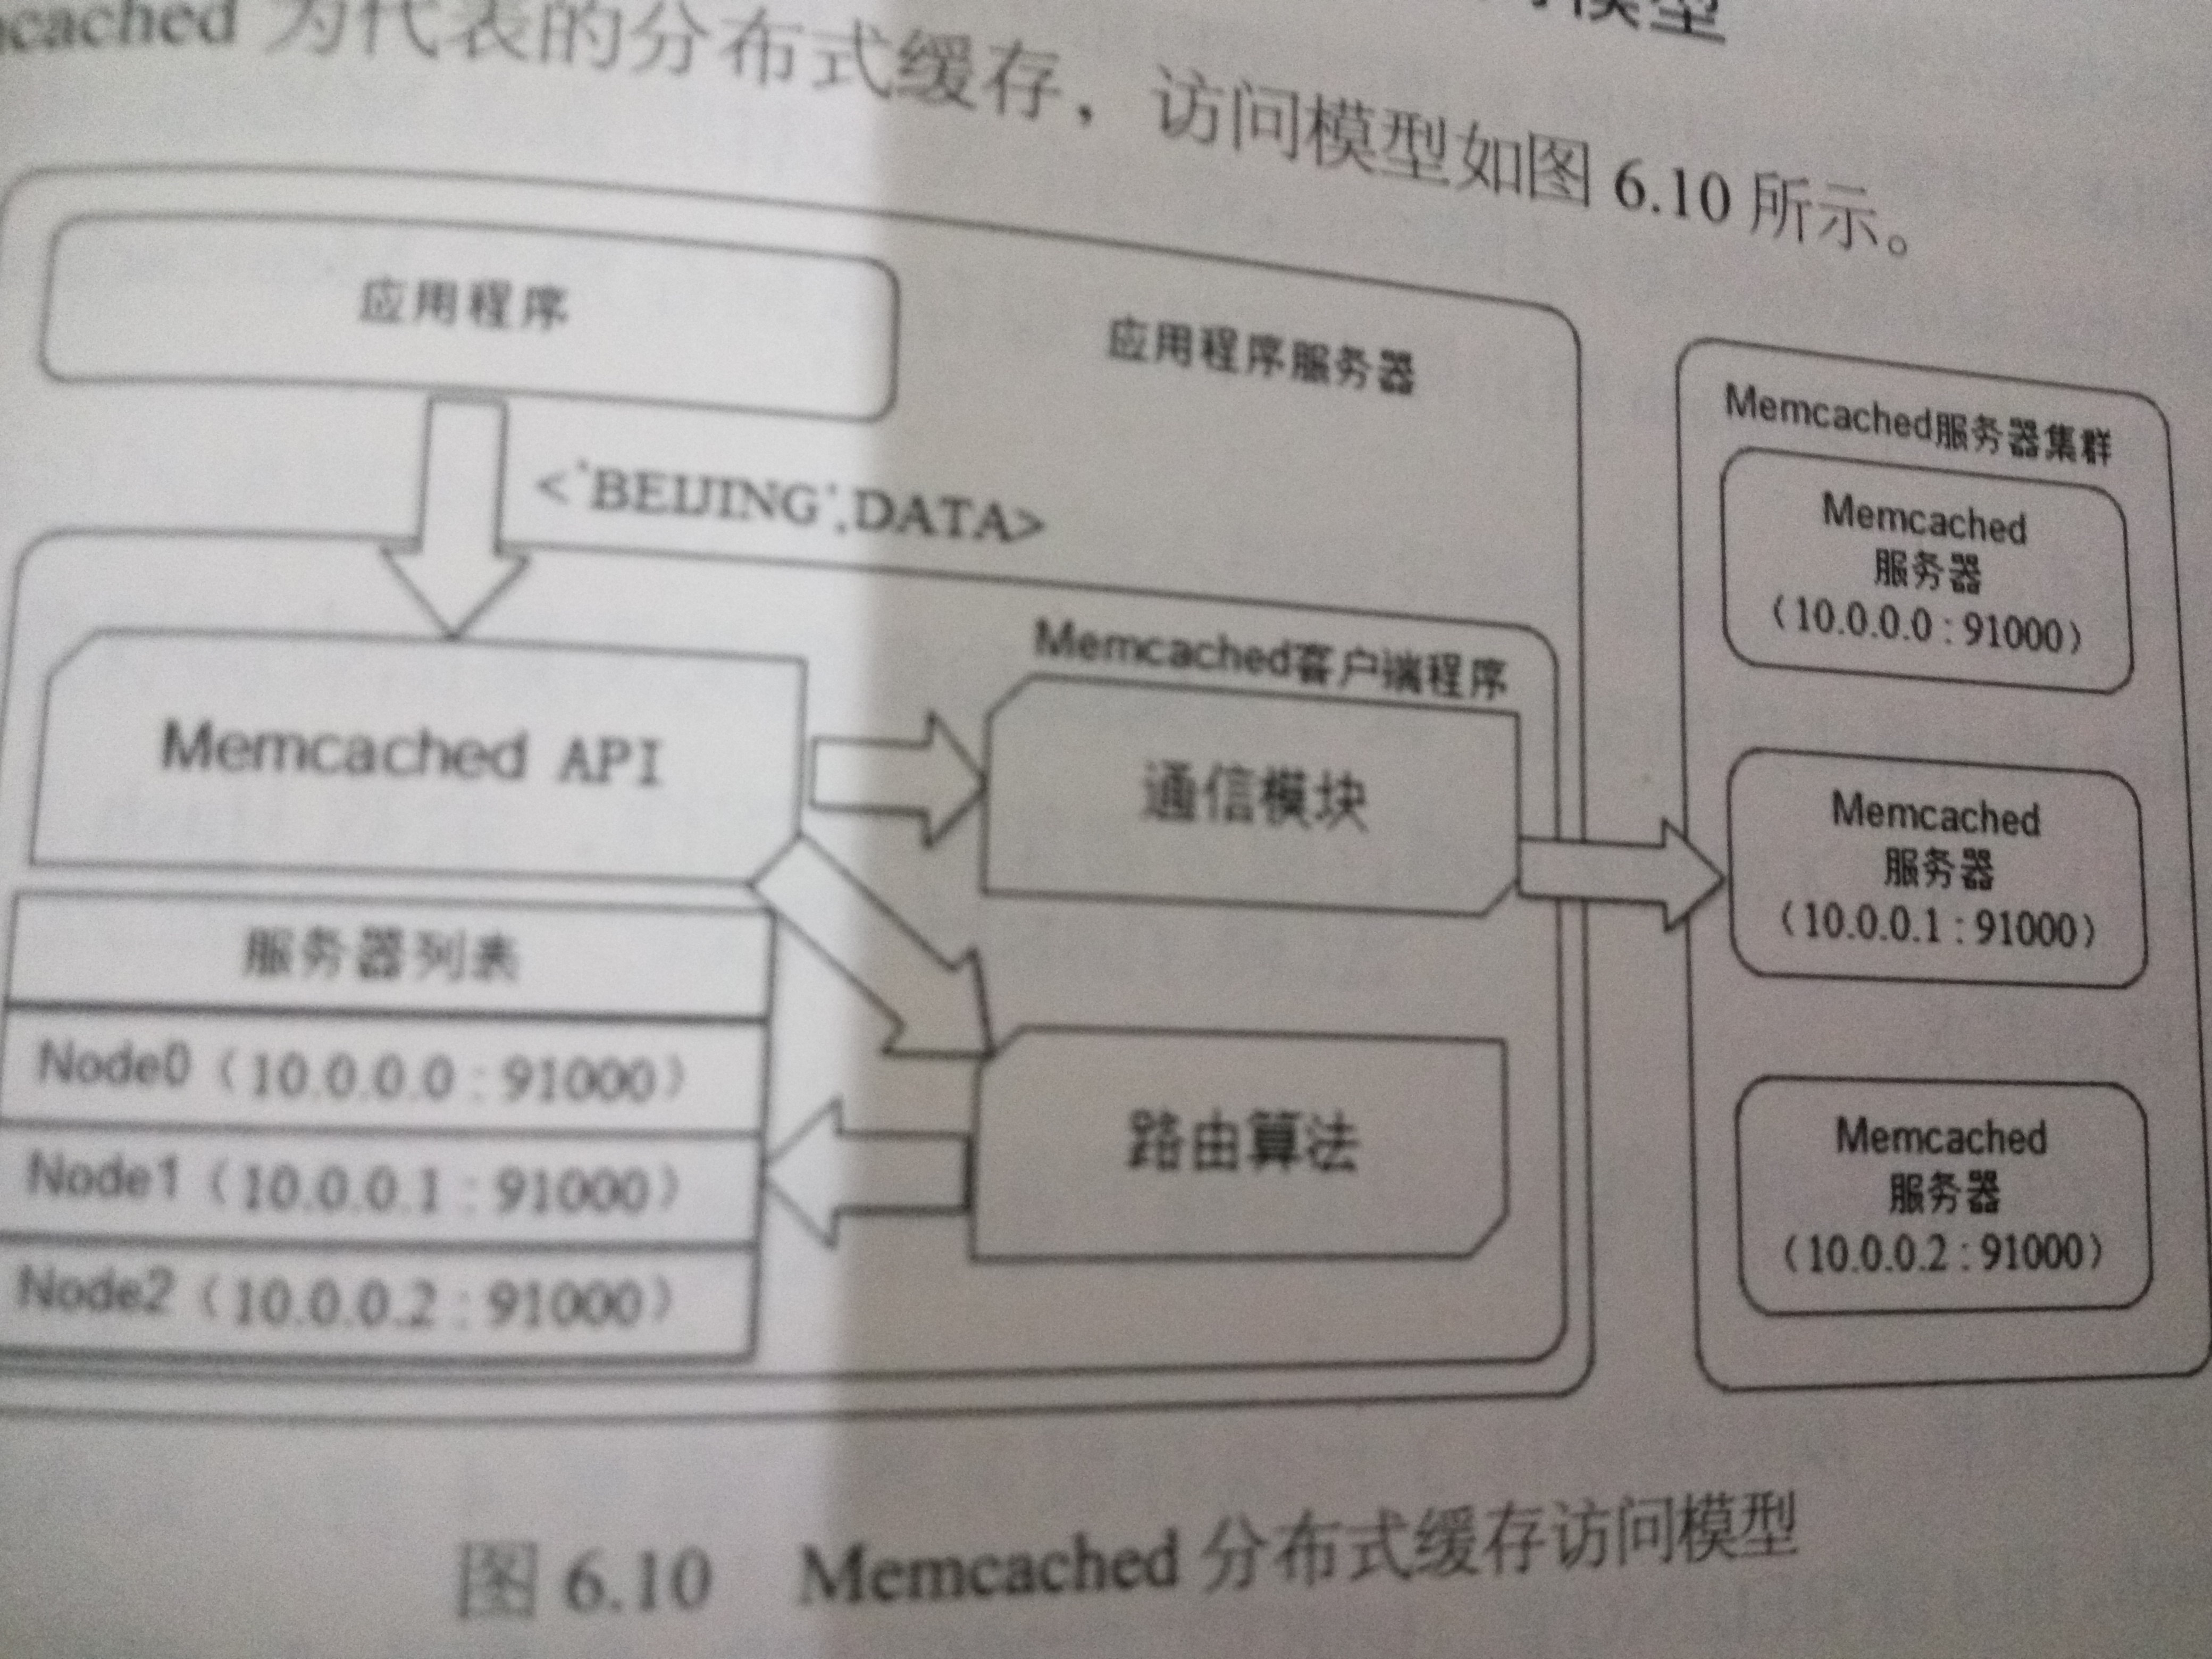 模型
cached 为代表的分布式缓存，访问模型如图 6.10 所示。
应用程序
应用程序服务器
<'BEIJING',DATA>
Memcached API
Memcached客户端程序
通信模块
服务器列表
Node0（10.0.0.0：91000）
Node1（10.0.0.1：91000）
Node2（10.0.0.2：91000）
路由算法
Memcached服务器集群
Memcached
服务器
（10.0.0.0：91000）
Memcached
服务器
（10.0.0.1：91000）
Memcached
服务器
（10.0.0.2：91000）
图 6.10 Memcached 分布式缓存访问模型